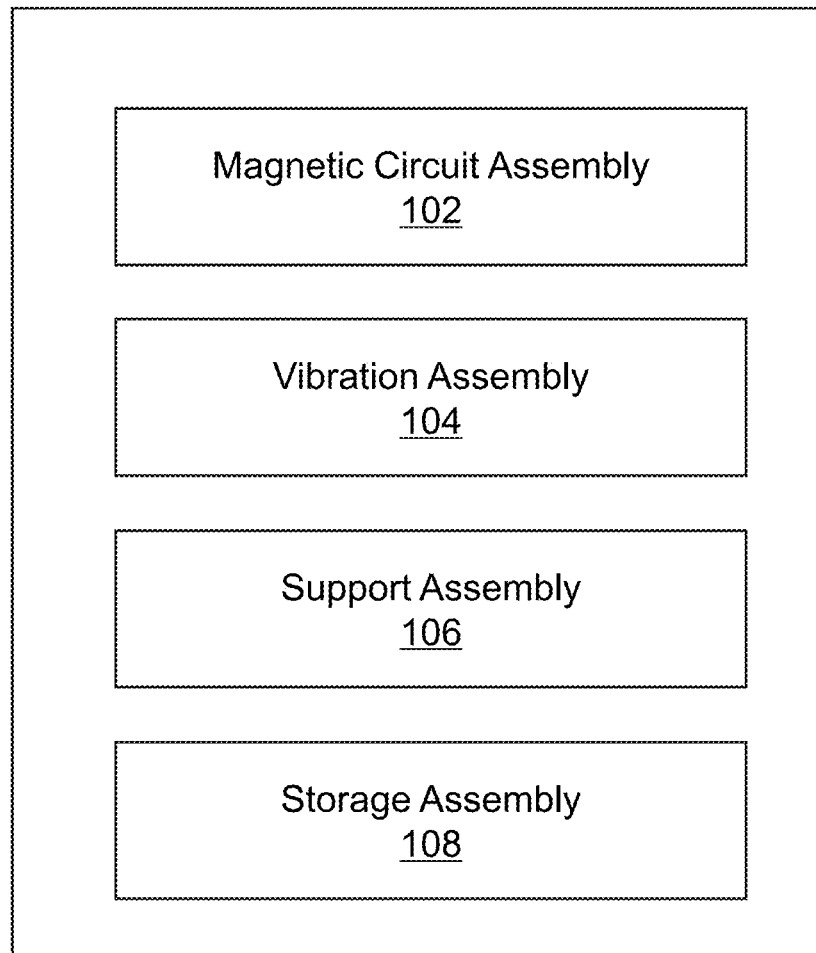 Magnetic Circuit Assembly
102
Vibration Assembly
104
Support Assembly
106
Storage Assembly
108